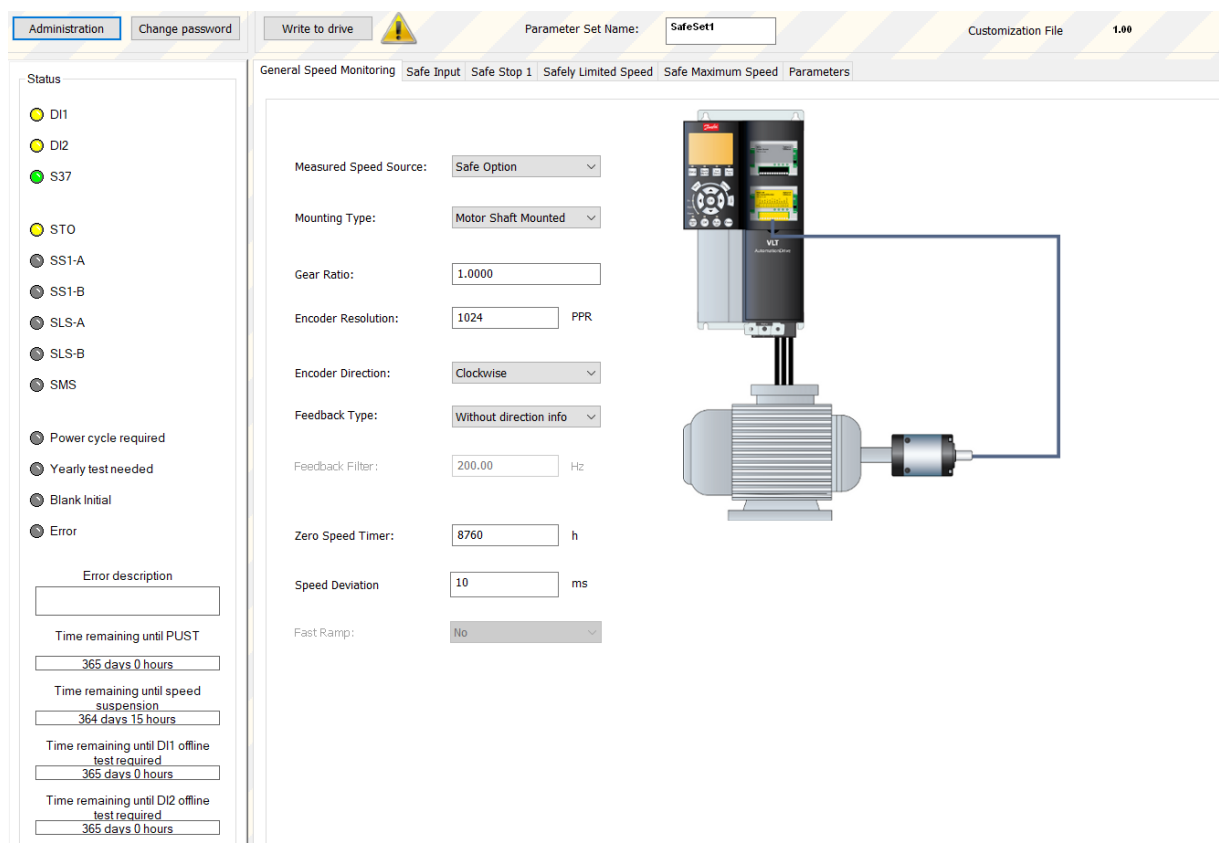 Administration
Change password
Write to drive
Parameter Set Name:
SafeSet1
Customization File
1.00
Status
DI1
DI2
S37
STO
SS1-A
SS1-B
SLS-A
SLS-B
SMS
Power cycle required
Yearly test needed
Blank Initial
Error
Error description
Time remaining until PUST
365 days 0 hours
Time remaining until speed
suspension
364 days 15 hours
Time remaining until DI1 offline
test required
365 days 0 hours
Time remaining until DI2 offline
test required
365 days 0 hours
General Speed Monitoring
Safe Input
Safe Stop 1
Safely Limited Speed
Safe Maximum Speed
Parameters
Measured Speed Source:
Safe Option
Mounting Type:
Motor Shaft Mounted
Gear Ratio:
1.0000
Encoder Resolution:
1024
PPR
Encoder Direction:
Clockwise
Feedback Type:
Without direction info
Feedback Filter:
200.00
Hz
Zero Speed Timer:
8760
h
Speed Deviation
10
ms
Fast Ramp:
No
Danfoss
VLT
AutomationDrive